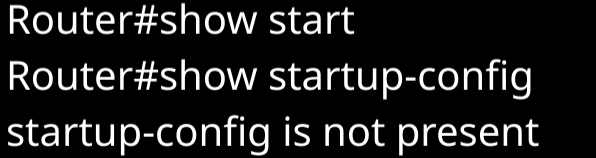 Router#show start
Router#show startup-config
startup-config is not present